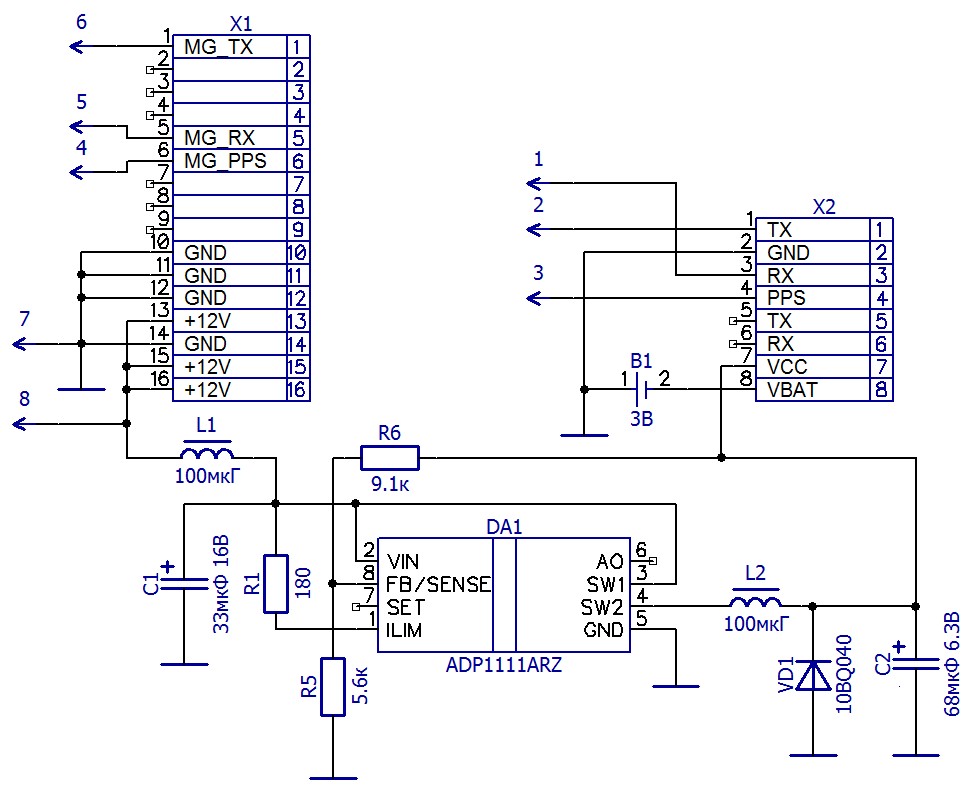 6
X1
1 MG_TX 1
2 2
3 3
4 4
5
5 MG_RX 5
4
6 MG_PPS 6
7 7
8 8
9 9
10 GND 10
11 GND 11
12 GND 12
13 +12V 13
7
14 GND 14
15 +12V 15
16 +12V 16
8
1
2
3
X2
1 TX 1
2 GND 2
3 RX 3
4 PPS 4
5 TX 5
6 RX 6
7 VCC 7
8 VBAT 8
B1
1 2
3В
L1
100мкГ
R6
9.1к
DA1
2 VIN
8 FB/SENSE
7 SET
1 ILIM
AO 6
SW1 3
SW2 4
GND 5
ADP1111ARZ
C1
+
33мкФ 16В
R1
180
R5
5.6к
L2
100мкГ
VD1
10BQ040
C2
+
68мкФ 6.3В